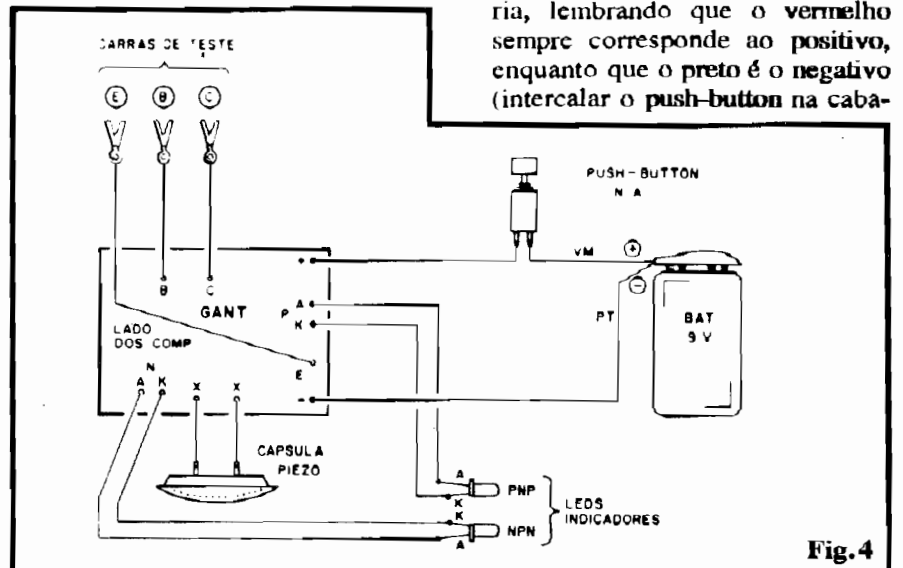 ria, lembrando que o vermelho
sempre corresponde ao positivo,
enquanto que o preto é o negativo
(intercalar o push-button na caba-
GARRAS DE TESTE
E B C
PUSH-BUTTON
N A
VM +
-
PT
BAT
9 V
+
B C
GANT
A
P
K
LADO
DOS COMP
E
N
A K X X
-
CAPSULA
PIEZO
A
PNP
K
K
NPN
A
LEDS
INDICADORES
Fig.4